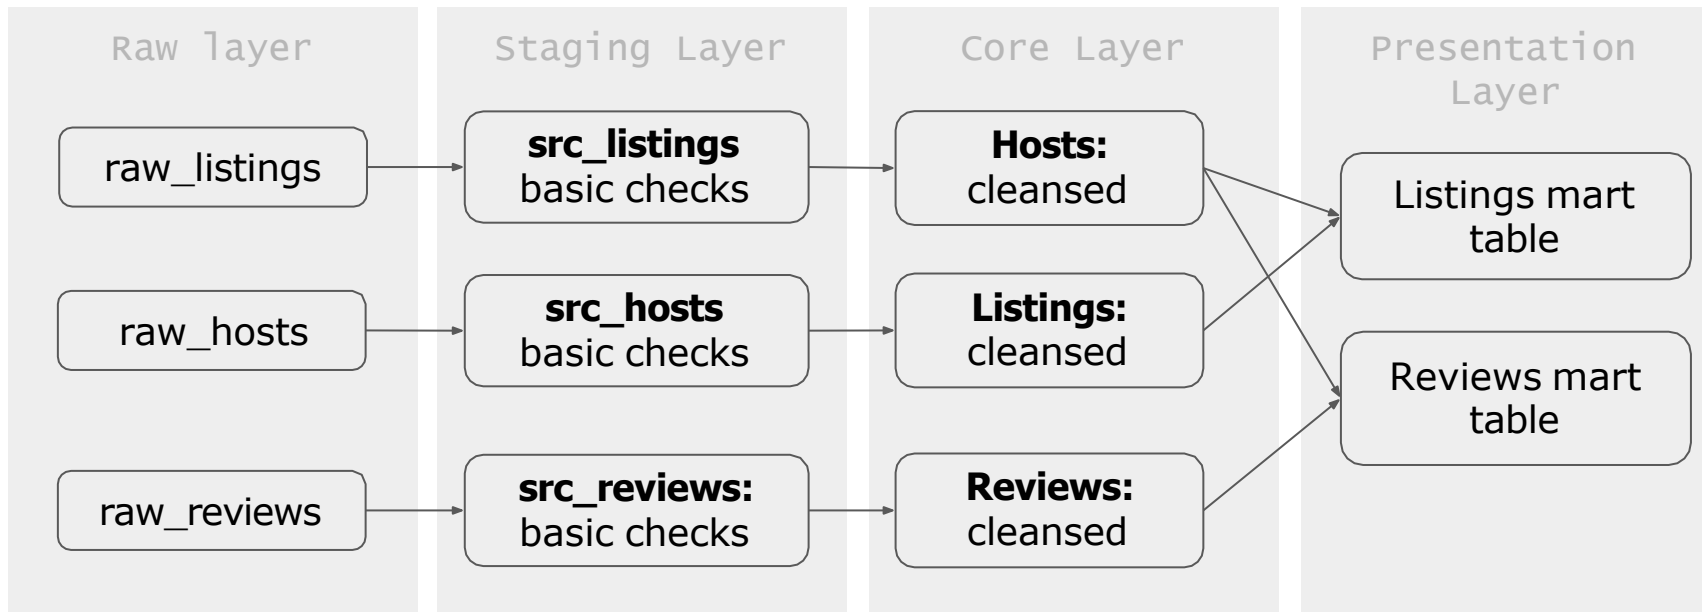 Raw layer
raw_listings
raw_hosts
raw_reviews
Staging Layer
src_listings
basic checks
src_hosts
basic checks
src_reviews:
basic checks
Core Layer
Hosts:
cleansed
Listings:
cleansed
Reviews:
cleansed
Presentation
Layer
Listings mart
table
Reviews mart
table